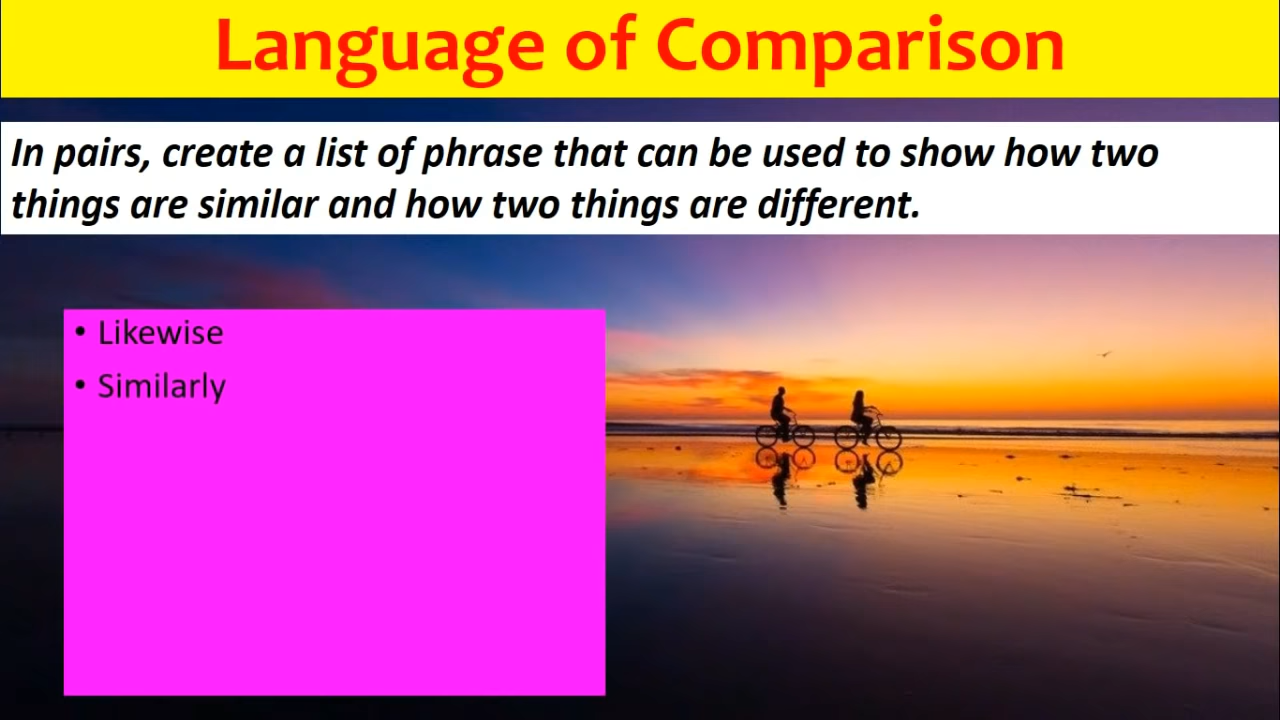 Language of Comparison
In pairs, create a list of phrase that can be used to show how two
things are similar and how two things are different.
• Likewise
• Similarly